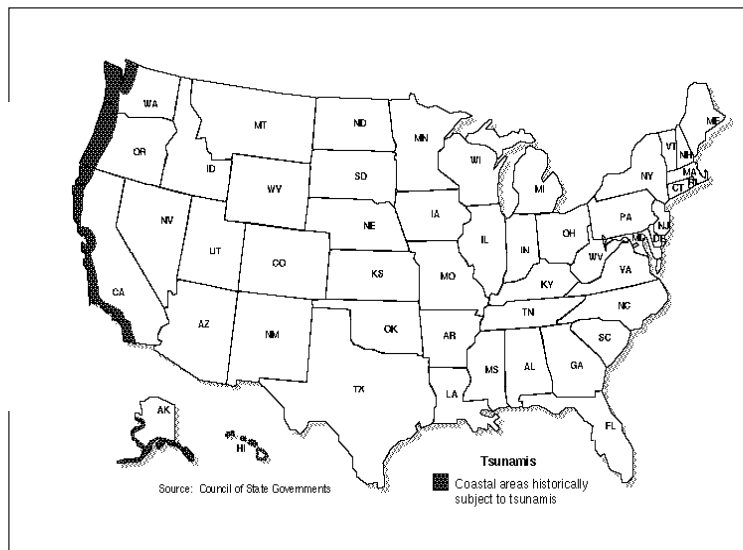 WA
MT
ND
MN
ME
OR
ID
SD
WI
VT
NH
WY
MI
NY
MA
CT
RI
NV
NE
IA
PA
NJ
UT
CO
IL
IN
OH
MD
DE
WV
VA
CA
KS
MO
KY
AZ
NM
OK
AR
TN
NC
SC
TX
LA
MS
AL
GA
FL
AK
HI
Tsunamis
Coastal areas historically
subject to tsunamis
Source: Council of State Governments